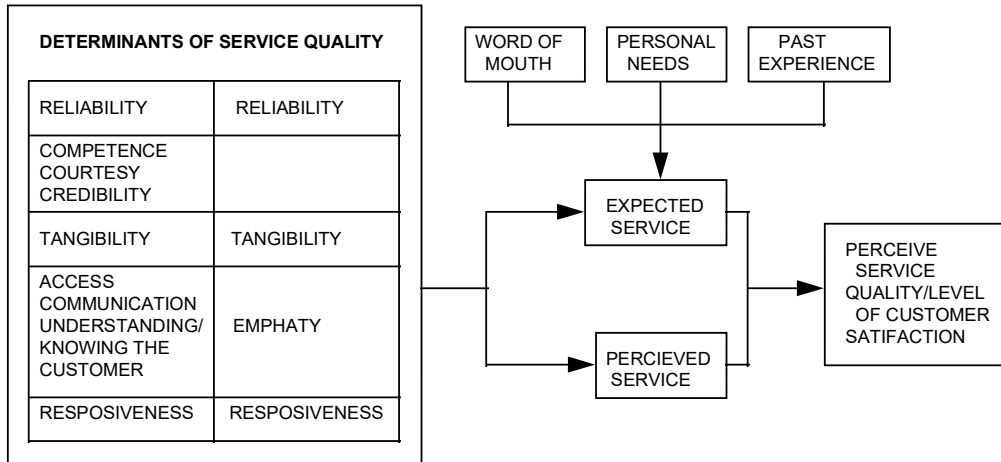 DETERMINANTS OF SERVICE QUALITY
RELIABILITY
RELIABILITY
COMPETENCE
COURTESY
CREDIBILITY
TANGIBILITY
TANGIBILITY
ACCESS
COMMUNICATION
UNDERSTANDING/
KNOWING THE
CUSTOMER
EMPHATY
RESPOSIVENESS
RESPOSIVENESS
WORD OF
MOUTH
PERSONAL
NEEDS
PAST
EXPERIENCE
EXPECTED
SERVICE
PERCIEVED
SERVICE
PERCEIVE
SERVICE
QUALITY/LEVEL
OF CUSTOMER
SATIFACTION